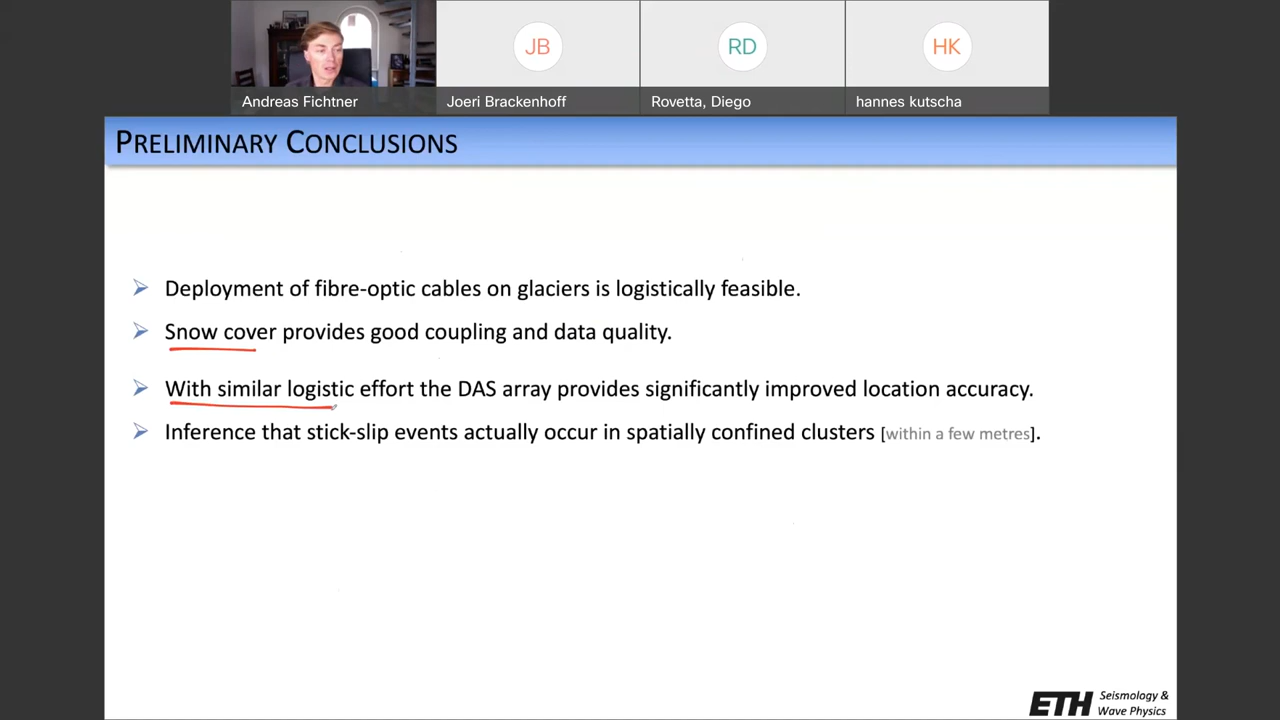 JB
RD
HK
Andreas Fichtner
Joeri Brackenhoff
Rovetta, Diego
hannes kutscha
PRELIMINARY CONCLUSIONS
Deployment of fibre-optic cables on glaciers is logistically feasible.
Snow cover provides good coupling and data quality.
With similar logistic effort the DAS array provides significantly improved location accuracy.
Inference that stick-slip events actually occur in spatially confined clusters [within a few metres].
ETH Seismology &
Wave Physics